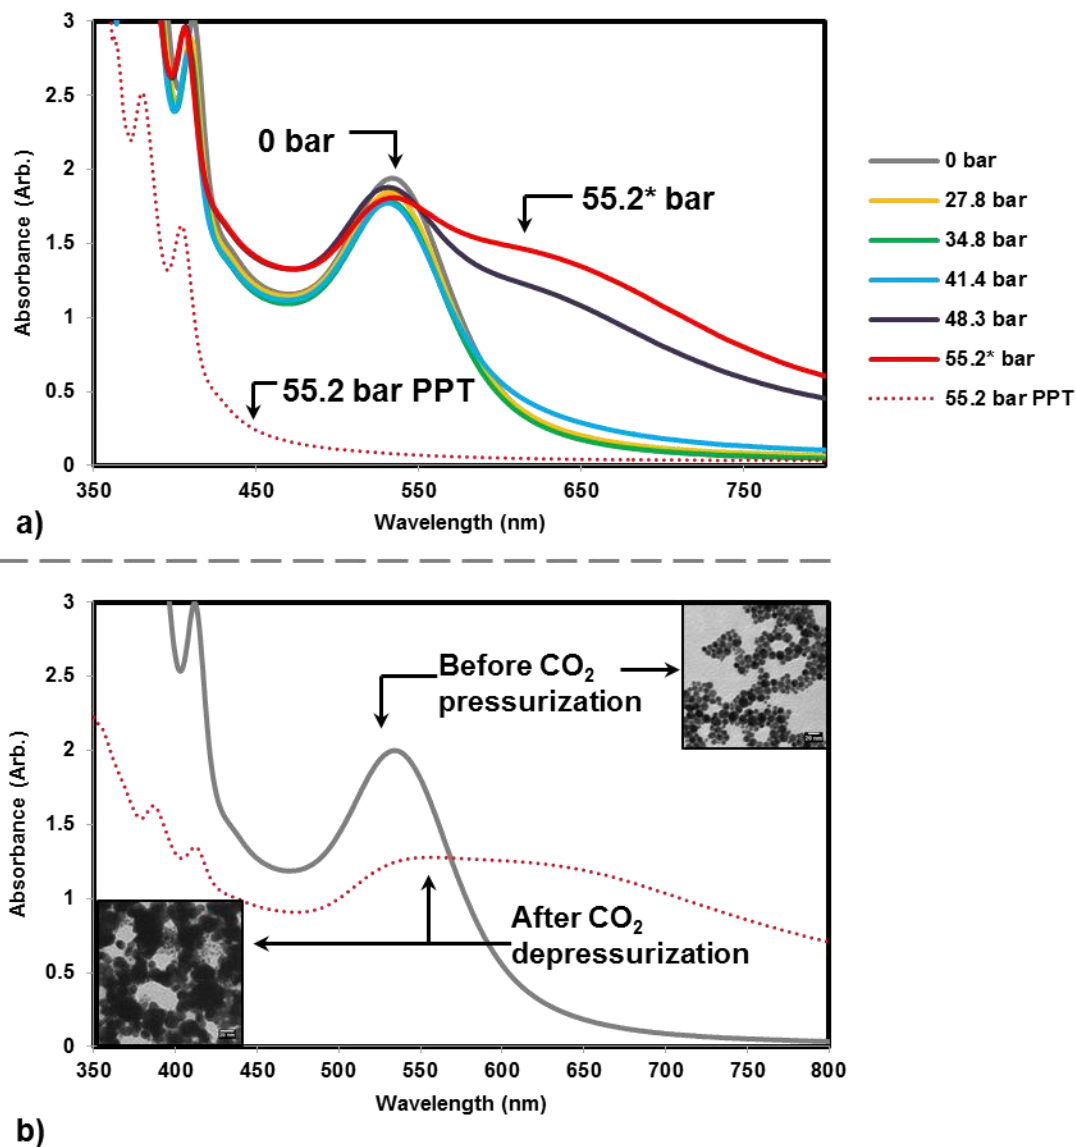 3
2.5
2
1.5
1
0.5
0
Absorbance (Arb.)
0 bar
55.2* bar
55.2 bar PPT
350
450
550
650
750
Wavelength (nm)
a)
0 bar
27.8 bar
34.8 bar
41.4 bar
48.3 bar
55.2* bar
55.2 bar PPT
3
2.5
2
1.5
1
0.5
0
Absorbance (Arb.)
Before CO₂
pressurization
After CO₂
depressurization
20 nm
20 nm
350
400
450
500
550
600
650
700
750
800
Wavelength (nm)
b)